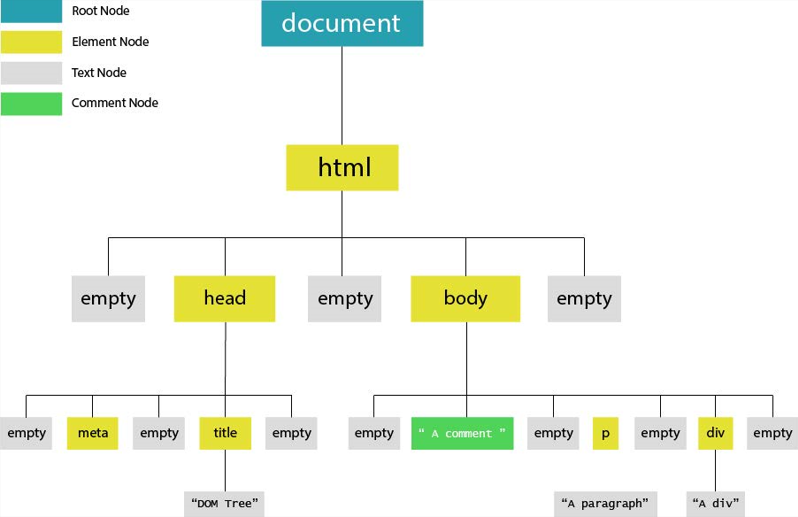 Root Node
Element Node
Text Node
Comment Node
document
html
empty head empty body empty
empty meta empty title empty empty “ A comment ” empty p empty div empty
“DOM Tree” “A paragraph” “A div”